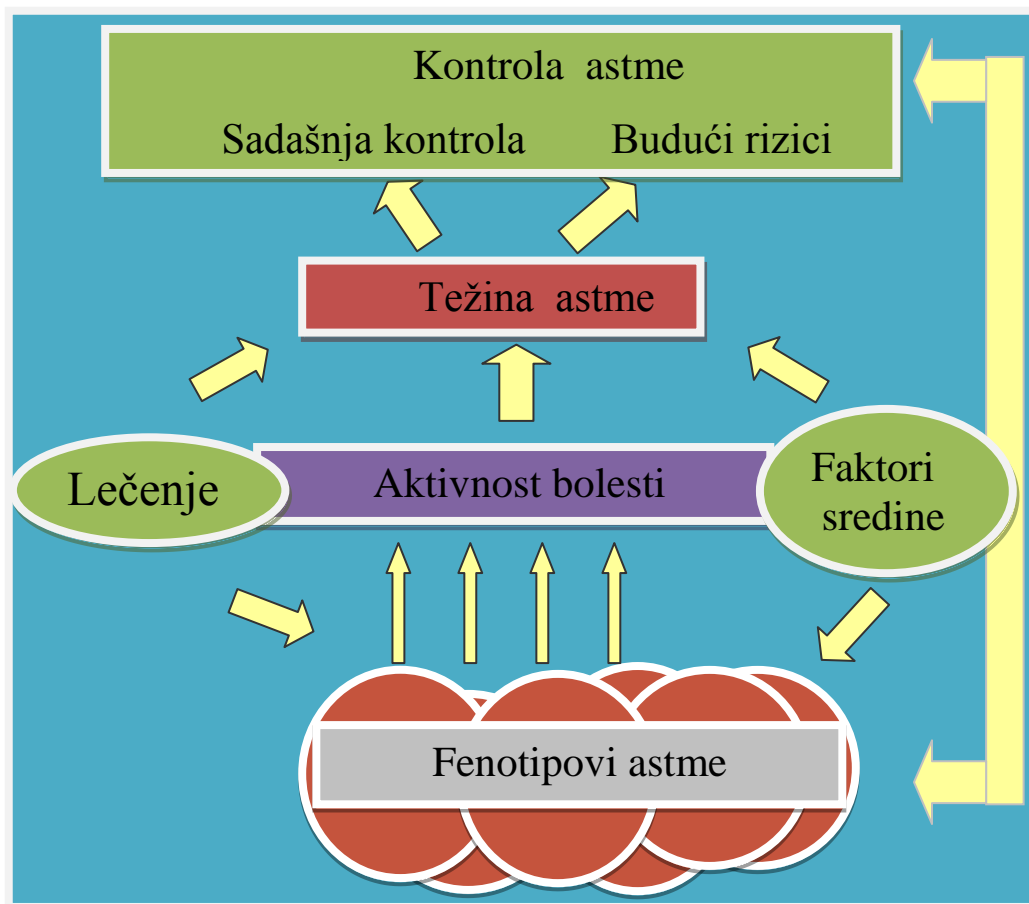 Kontrola astme
Sadašnja kontrola Budući rizici
Težina astme
Lečenje
Aktivnost bolesti
Faktori
sredine
Fenotipovi astme